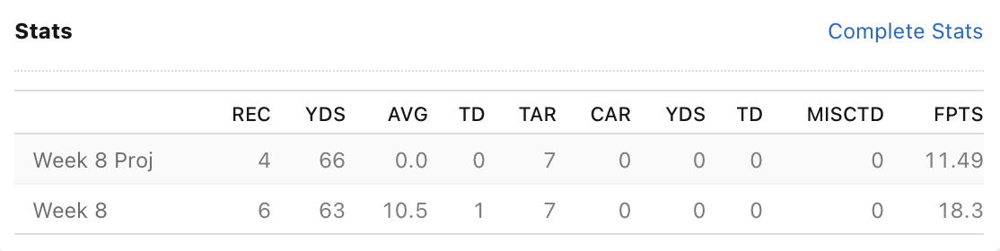 Stats Complete Stats
REC YDS AVG TD TAR CAR YDS TD MISCTD FPTS
Week 8 Proj 4 66 0.0 0 7 0 0 0 0 11.49
Week 8 6 63 10.5 1 7 0 0 0 0 18.3